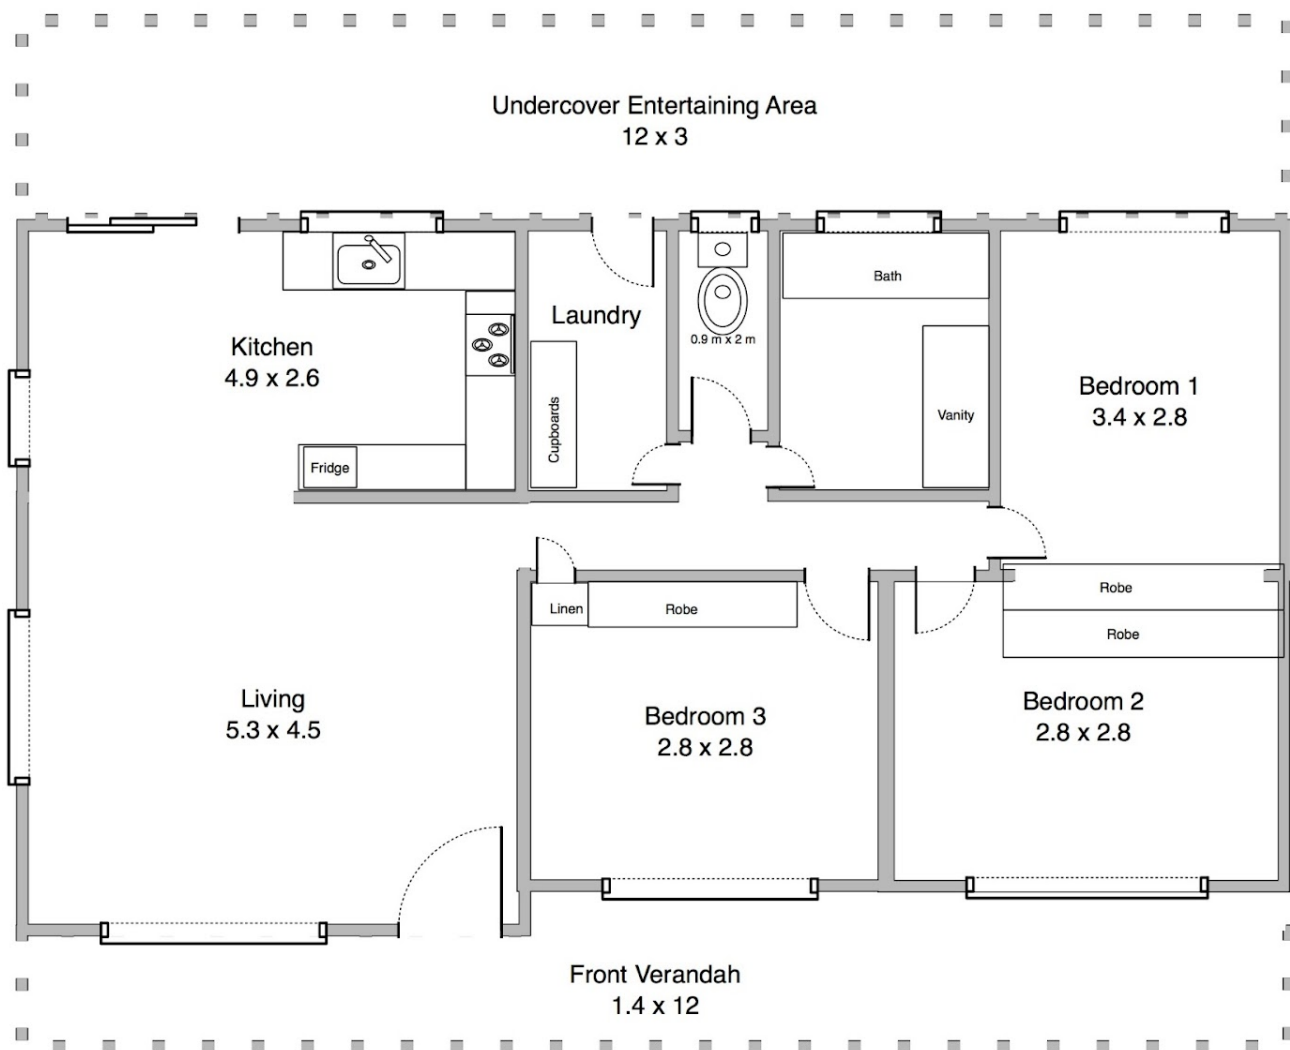 Undercover Entertaining Area
12 x 3
Bath
Laundry
0.9 m x 2 m
Kitchen
4.9 x 2.6
Bedroom 1
3.4 x 2.8
Cupboards
Vanity
Fridge
Robe
Linen
Robe
Robe
Living
5.3 x 4.5
Bedroom 3
2.8 x 2.8
Bedroom 2
2.8 x 2.8
Front Verandah
1.4 x 12